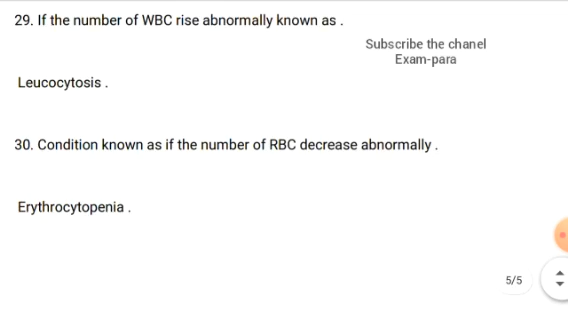 29. If the number of WBC rise abnormally known as .
Subscribe the chanel
Exam-para
Leucocytosis .
30. Condition known as if the number of RBC decrease abnormally .
Erythrocytopenia .
5/5